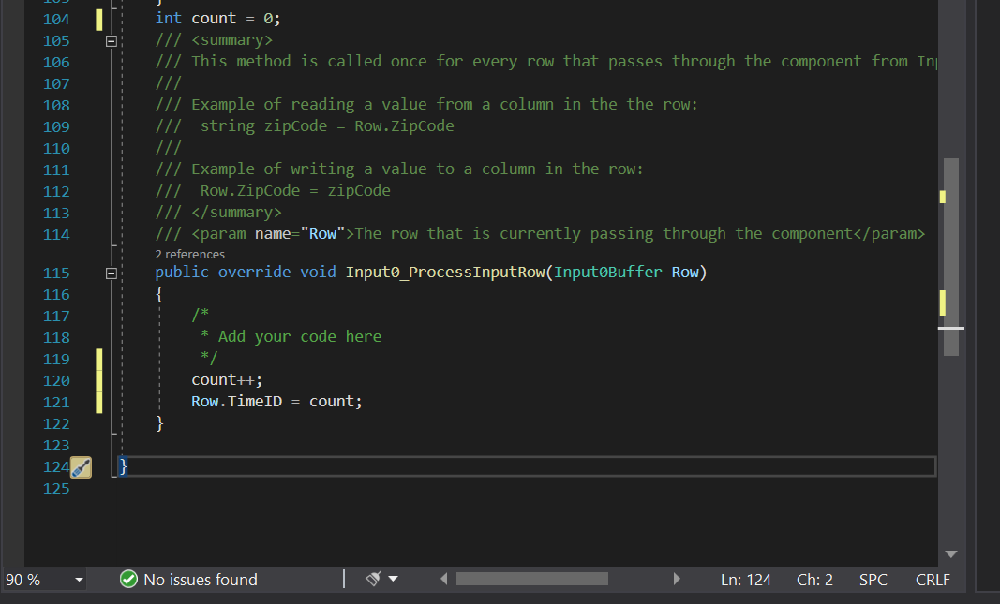 103 }
104 int count = 0;
105 /// <summary>
106 /// This method is called once for every row that passes through the component from
107 ///
108 /// Example of reading a value from a column in the the row:
109 ///  string zipCode = Row.ZipCode
110 ///
111 /// Example of writing a value to a column in the row:
112 ///  Row.ZipCode = zipCode
113 /// </summary>
114 /// <param name="Row">The row that is currently passing through the component</param>
2 references
115 public override void Input0_ProcessInputRow(Input0Buffer Row)
116 {
117 /*
118 * Add your code here
119 */
120 count++;
121 Row.TimeID = count;
122 }
123
124 }
125
90 % No issues found Ln: 124 Ch: 2 SPC CRLF